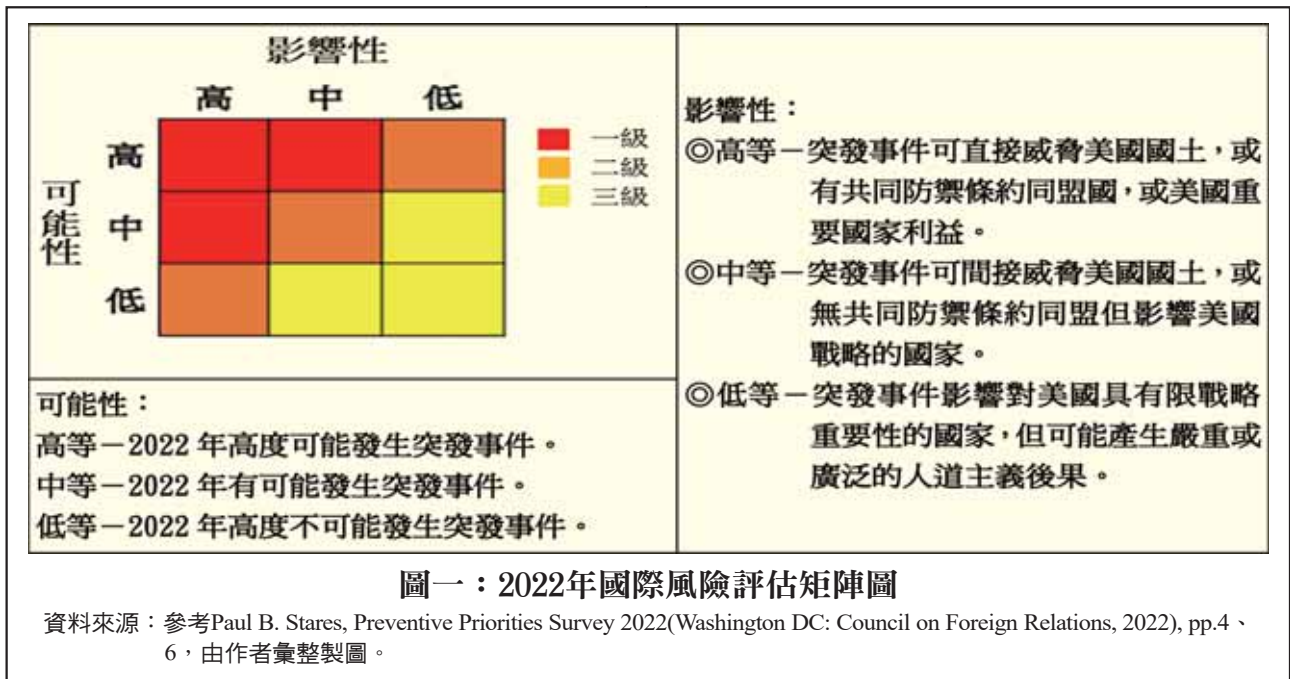 影響性
高 中 低
高
中
低
可能性
一級
二級
三級
可能性：
高等－2022 年高度可能發生突發事件。
中等－2022 年有可能發生突發事件。
低等－2022 年高度不可能發生突發事件。
影響性：
◎高等－突發事件可直接威脅美國國土，或
有共同防禦條約同盟國，或美國重
要國家利益。
◎中等－突發事件可間接威脅美國國土，或
無共同防禦條約同盟但影響美國
戰略的國家。
◎低等－突發事件影響對美國具有限戰略
重要性的國家，但可能產生嚴重或
廣泛的人道主義後果。
圖一：2022年國際風險評估矩陣圖
資料來源：參考Paul B. Stares, Preventive Priorities Survey 2022(Washington DC: Council on Foreign Relations, 2022), pp.4、
6，由作者彙整製圖。